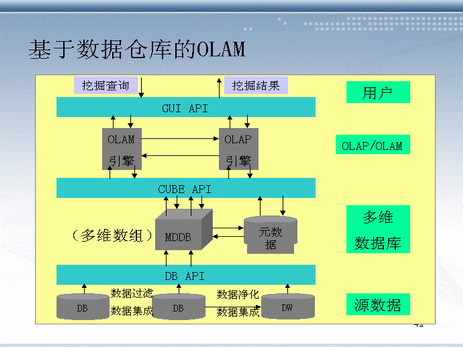 基于数据仓库的OLAM
挖掘查询
挖掘结果
用户
GUI API
OLAM
引擎
OLAP
引擎
OLAP/OLAM
CUBE API
(多维数组)
MDDB
元数
据
多维
数据库
DB API
数据过滤
数据净化
DB
数据集成
DB
数据集成
DW
源数据